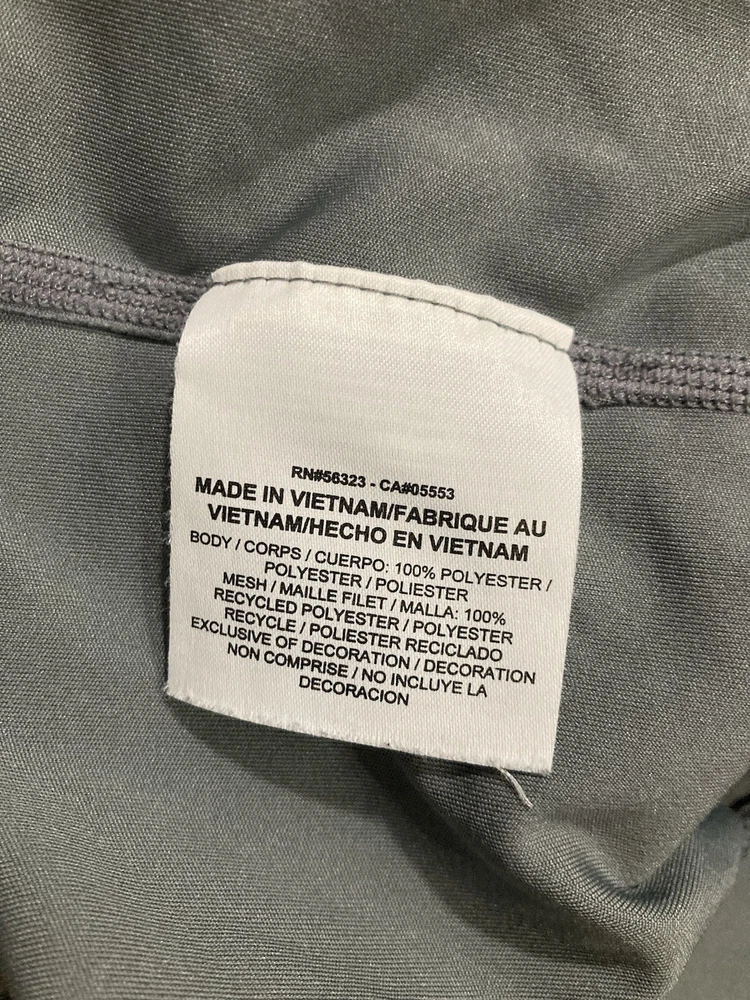 RN#56323 - CA#05553
MADE IN VIETNAM/FABRIQUE AU
VIETNAM/HECHO EN VIETNAM
BODY / CORPS / CUERPO: 100% POLYESTER /
POLYESTER / POLIESTER
MESH / MAILLE FILET / MALLA: 100%
RECYCLED POLYESTER / POLYESTER
RECYCLE / POLIESTER RECICLADO
EXCLUSIVE OF DECORATION / DECORATION
NON COMPRISE / NO INCLUYE LA
DECORACION